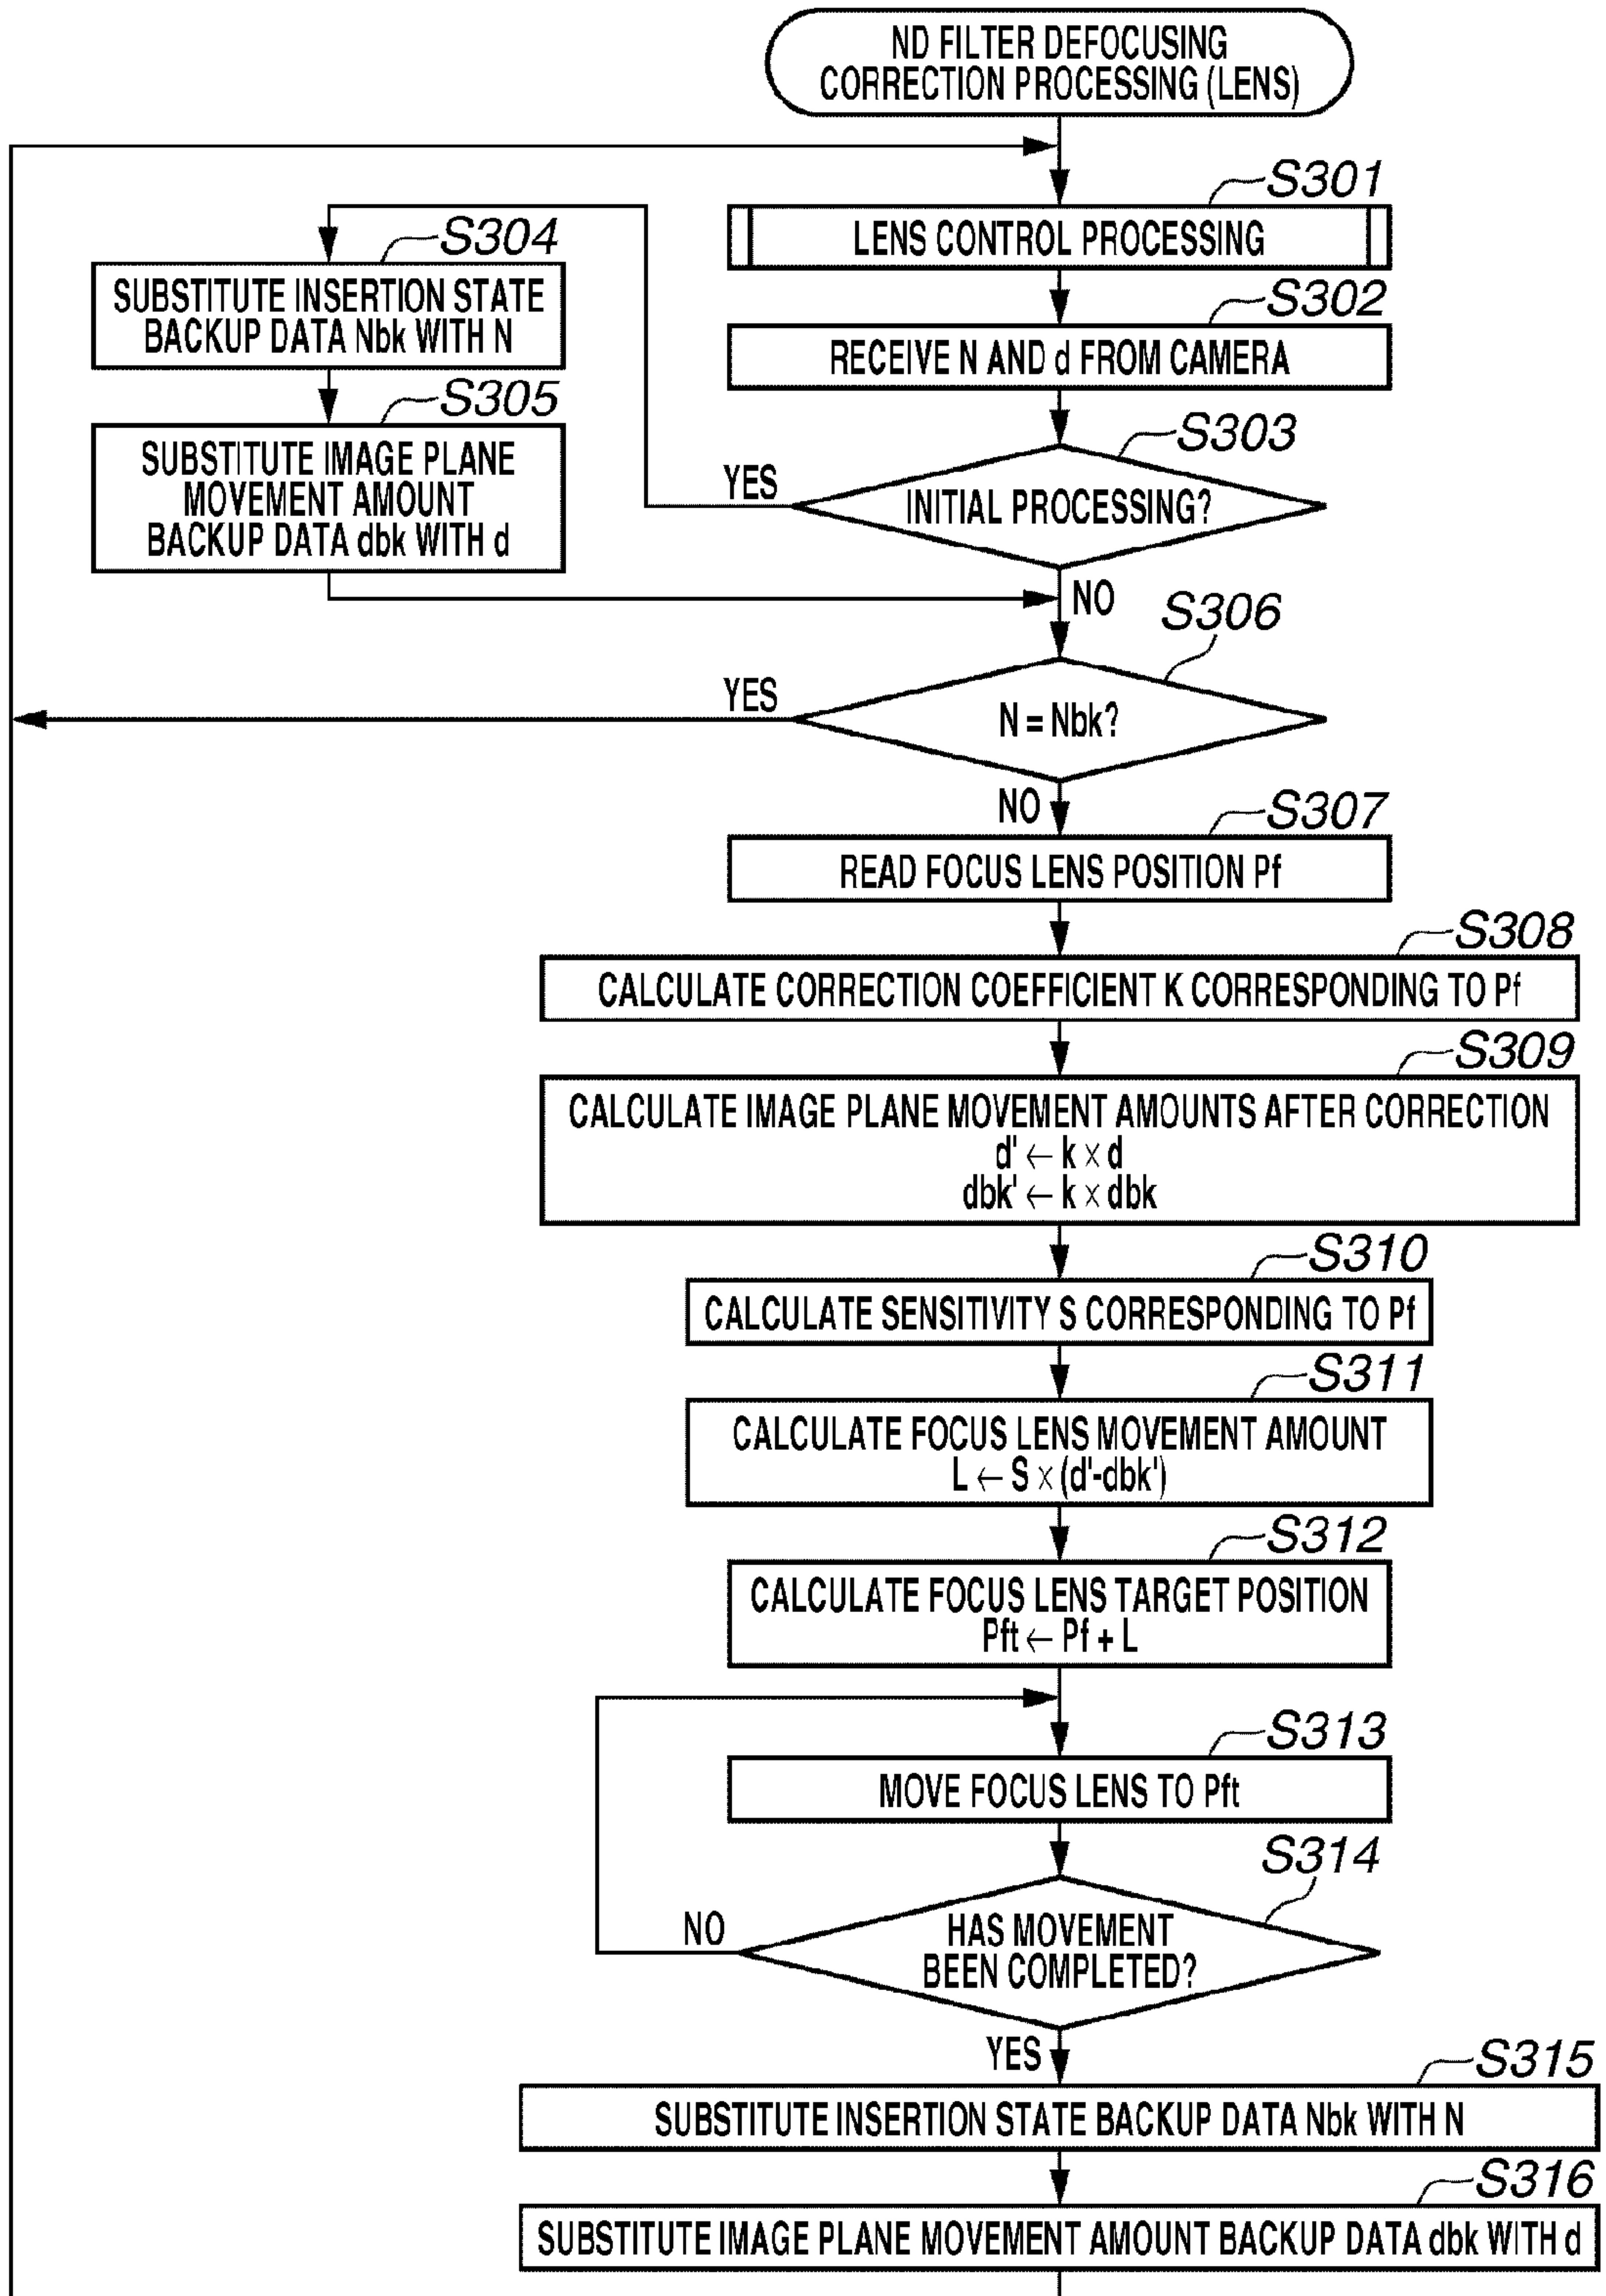 ND FILTER DEFOCUSING
CORRECTION PROCESSING (LENS)
S301
LENS CONTROL PROCESSING
S302
RECEIVE N AND d FROM CAMERA
S303
INITIAL PROCESSING?
YES
S304
SUBSTITUTE INSERTION STATE
BACKUP DATA Nbk WITH N
S305
SUBSTITUTE IMAGE PLANE
MOVEMENT AMOUNT
BACKUP DATA dbk WITH d
NO
S306
N = Nbk?
YES
NO
S307
READ FOCUS LENS POSITION Pf
S308
CALCULATE CORRECTION COEFFICIENT K CORRESPONDING TO Pf
S309
CALCULATE IMAGE PLANE MOVEMENT AMOUNTS AFTER CORRECTION
d' ← k × d
dbk' ← k × dbk
S310
CALCULATE SENSITIVITY S CORRESPONDING TO Pf
S311
CALCULATE FOCUS LENS MOVEMENT AMOUNT
L ← S × (d'-dbk')
S312
CALCULATE FOCUS LENS TARGET POSITION
Pft ← Pf + L
S313
MOVE FOCUS LENS TO Pft
S314
HAS MOVEMENT
BEEN COMPLETED?
NO
YES
S315
SUBSTITUTE INSERTION STATE BACKUP DATA Nbk WITH N
S316
SUBSTITUTE IMAGE PLANE MOVEMENT AMOUNT BACKUP DATA dbk WITH d